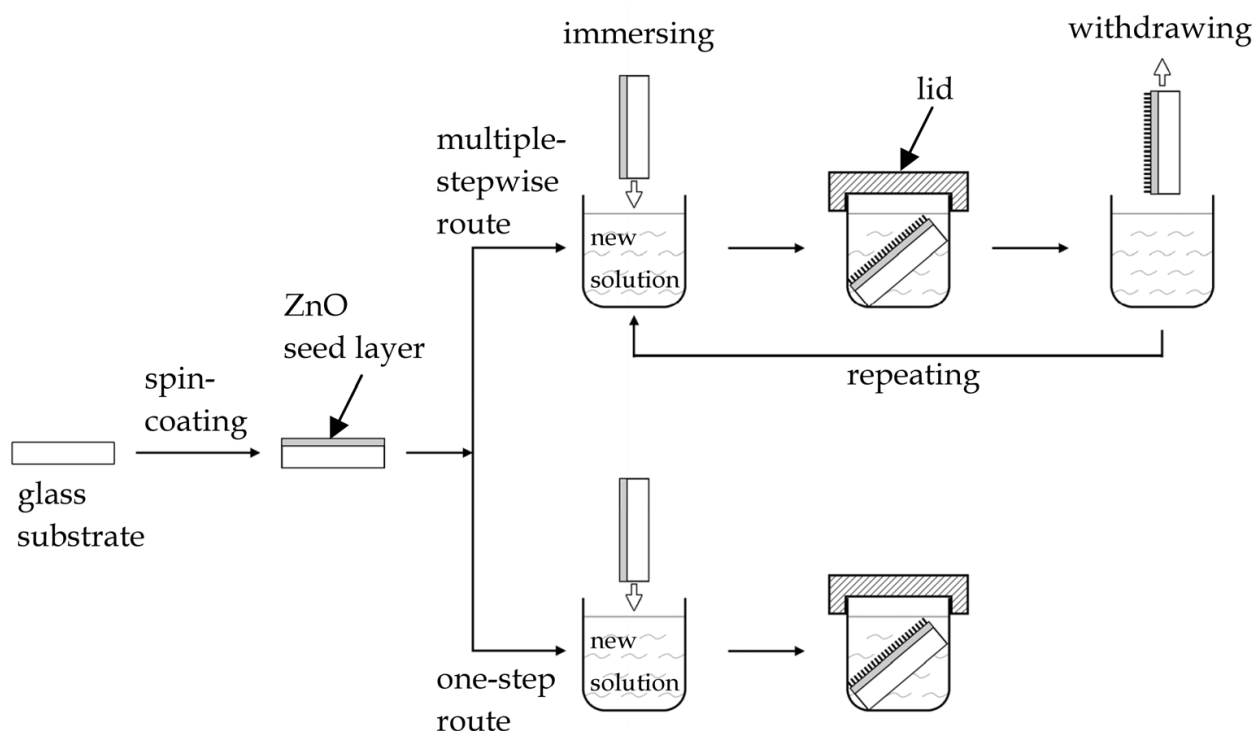 immersing
withdrawing
lid
multiple-
stepwise
route
new
solution
ZnO
seed layer
repeating
spin-
coating
glass
substrate
new
solution
one-step
route